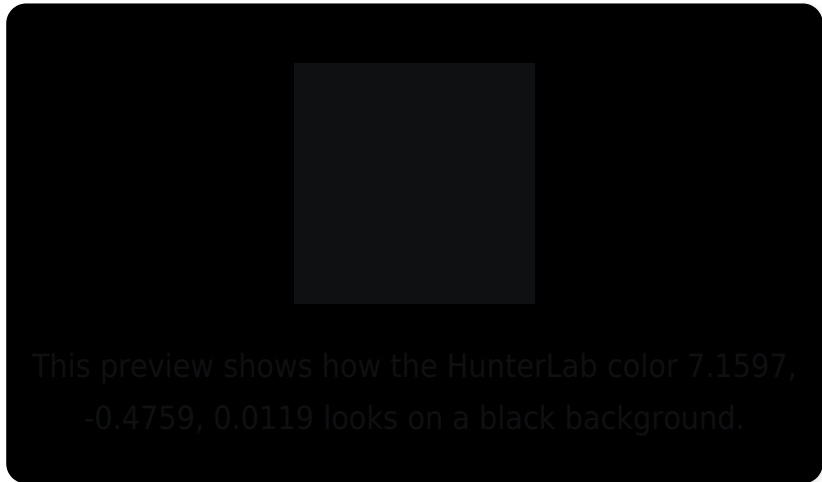 This preview shows how the HunterLab color 7.1597,
-0.4759, 0.0119 looks on a black background.